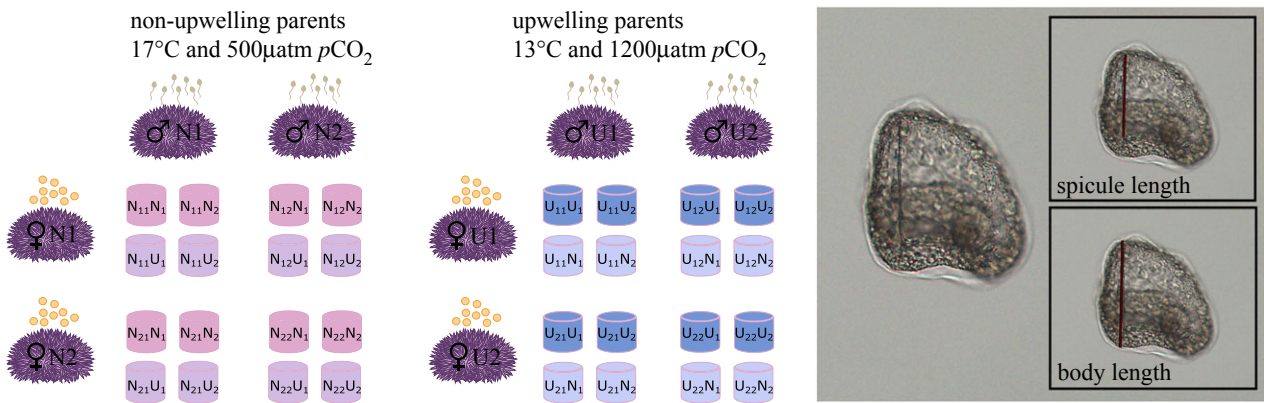 non-upwelling parents
17°C and 500μatm pCO₂
♂N1 ♂N2
♀N1
N₁₁N₁ N₁₁N₂ N₁₂N₁ N₁₂N₂
N₁₁U₁ N₁₁U₂ N₁₂U₁ N₁₂U₂
♀N2
N₂₁N₁ N₂₁N₂ N₂₂N₁ N₂₂N₂
N₂₁U₁ N₂₁U₂ N₂₂U₁ N₂₂U₂
upwelling parents
13°C and 1200μatm pCO₂
♂U1 ♂U2
♀U1
U₁₁U₁ U₁₁U₂ U₁₂U₁ U₁₂U₂
U₁₁N₁ U₁₁N₂ U₁₂N₁ U₁₂N₂
♀U2
U₂₁U₁ U₂₁U₂ U₂₂U₁ U₂₂U₂
U₂₁N₁ U₂₁N₂ U₂₂N₁ U₂₂N₂
spicule length
body length